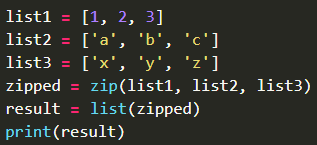 list1 = [1, 2, 3]
list2 = ['a', 'b', 'c']
list3 = ['x', 'y', 'z']
zipped = zip(list1, list2, list3)
result = list(zipped)
print(result)